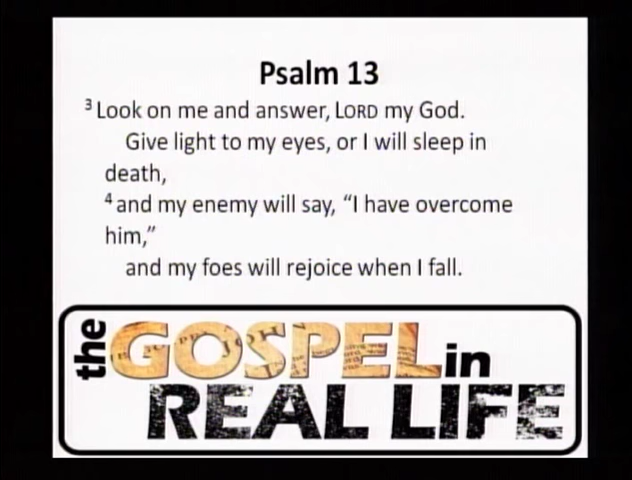 Psalm 13
³ Look on me and answer, LORD my God.
Give light to my eyes, or I will sleep in
death,
⁴ and my enemy will say, “I have overcome
him,”
and my foes will rejoice when I fall.
the GOSPEL in
REAL LIFE